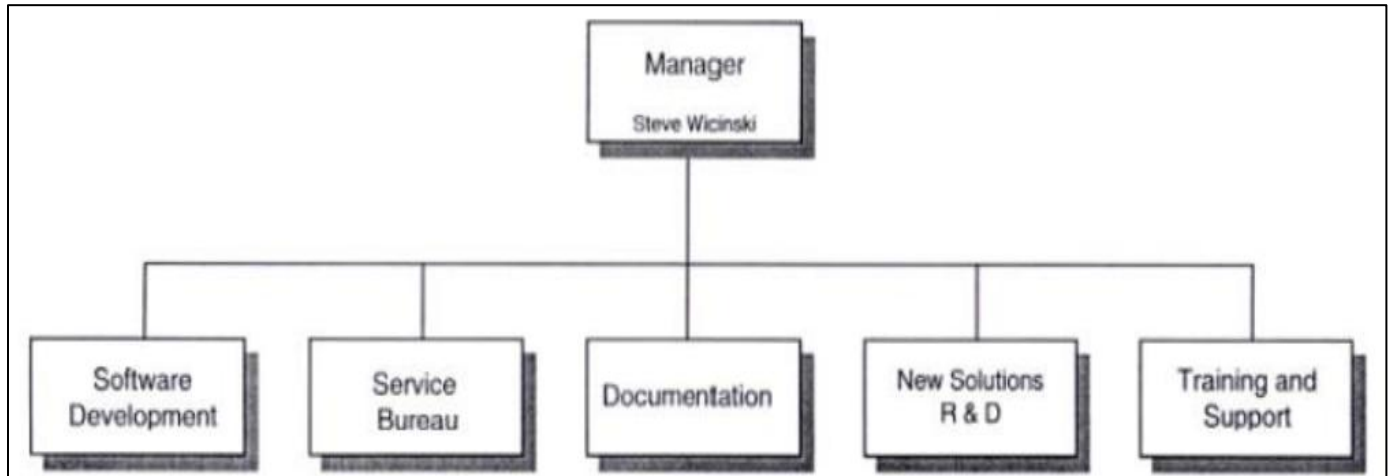 Manager
Steve Wicinski
Software
Development
Service
Bureau
Documentation
New Solutions
R & D
Training and
Support